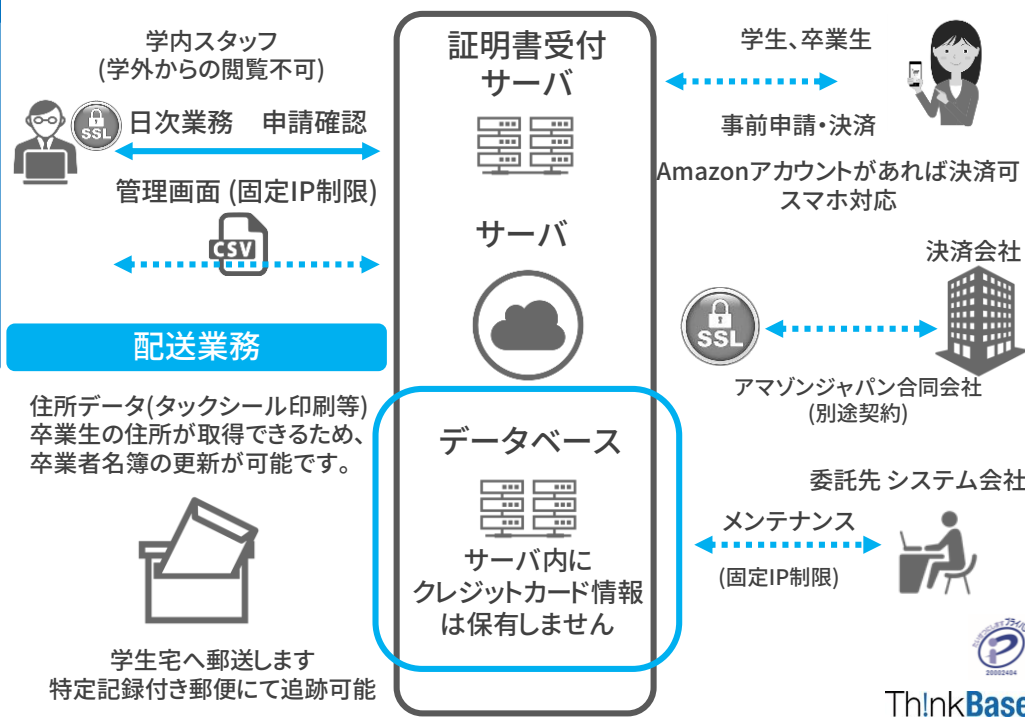 学内スタッフ
(学外からの閲覧不可)
SSL
日次業務 申請確認
管理画面 (固定IP制限)
CSV
配送業務
住所データ(タックシール印刷等)
卒業生の住所が取得できるため、
卒業者名簿の更新が可能です。
学生宅へ郵送します
特定記録付き郵便にて追跡可能
証明書受付
サーバ
サーバ
データベース
サーバ内に
クレジットカード情報
は保有しません
学生、卒業生
事前申請・決済
Amazonアカウントがあれば決済可
スマホ対応
決済会社
SSL
アマゾンジャパン合同会社
(別途契約)
委託先 システム会社
メンテナンス
(固定IP制限)
20002404
Th!nkBase